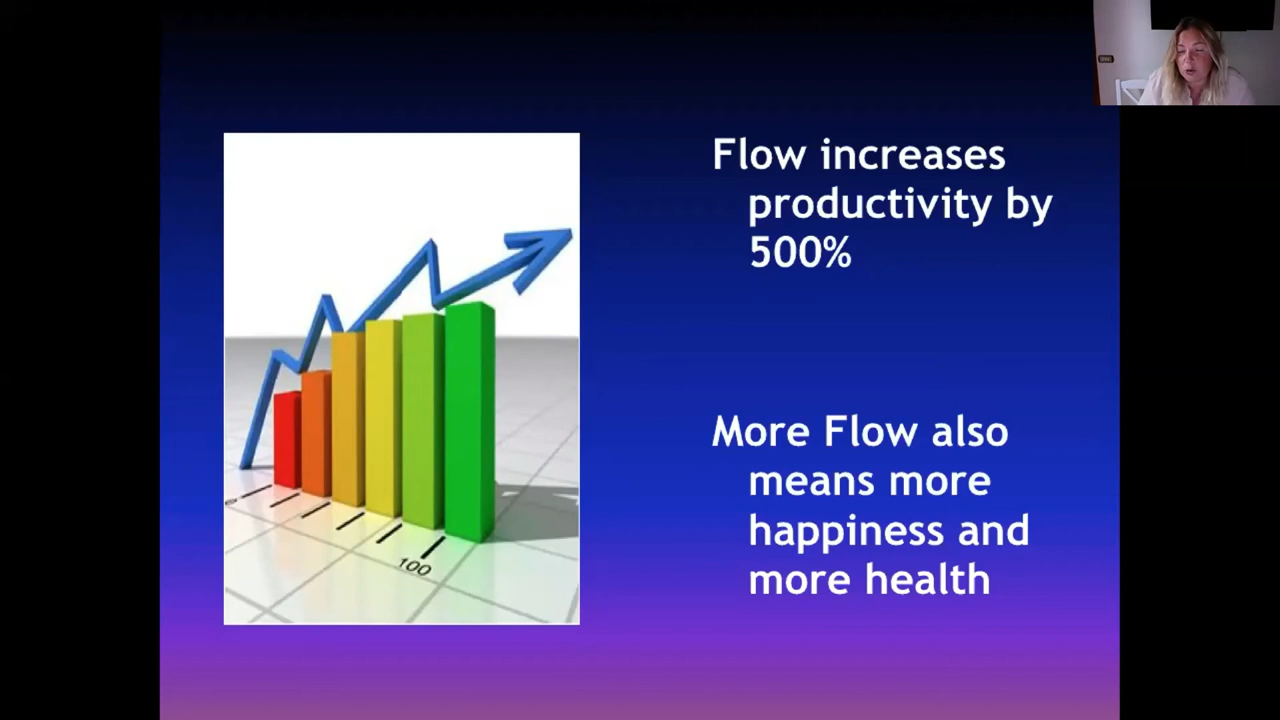 Flow increases
productivity by
500%
More Flow also
means more
happiness and
more health
100